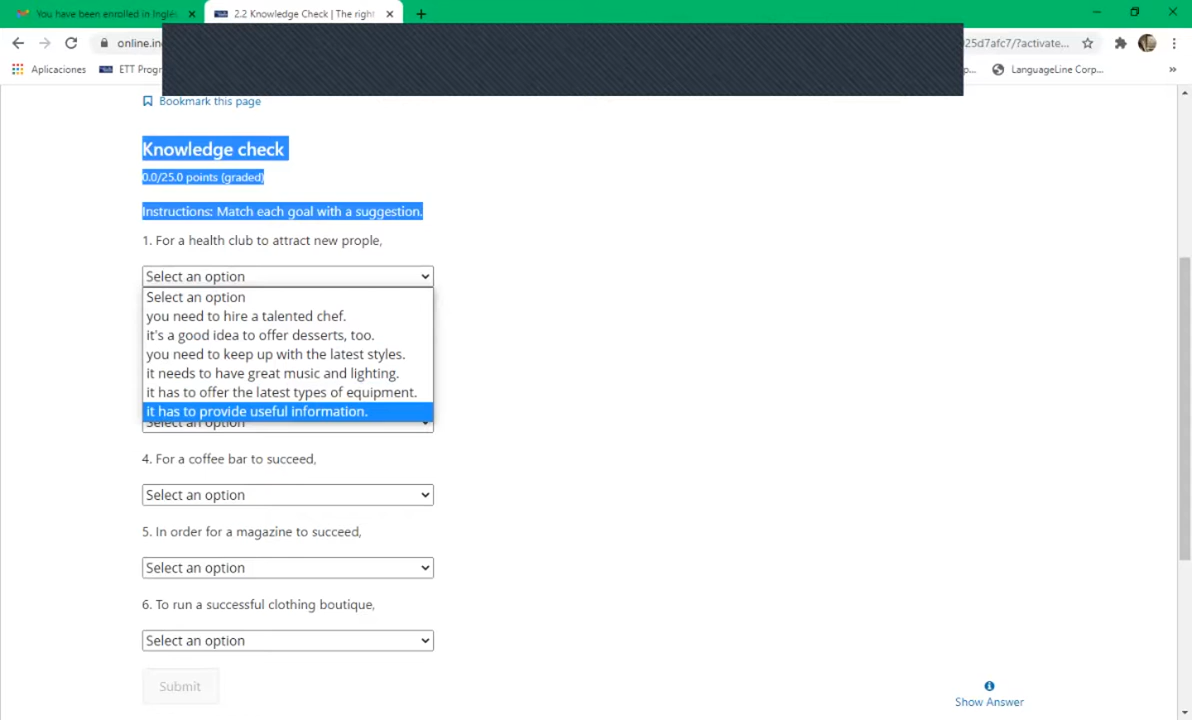 You have been enrolled in Inglés
2.2 Knowledge Check | The right
online.in
25d7afc7/?activate...
Aplicaciones
ETT Progr
p...
LanguageLine Corp...
»
Bookmark this page
Knowledge check
0.0/25.0 points (graded)
Instructions: Match each goal with a suggestion.
1. For a health club to attract new prople,
Select an option
Select an option
you need to hire a talented chef.
it's a good idea to offer desserts, too.
you need to keep up with the latest styles.
it needs to have great music and lighting.
it has to offer the latest types of equipment.
it has to provide useful information.
Select an option
4. For a coffee bar to succeed,
Select an option
5. In order for a magazine to succeed,
Select an option
6. To run a successful clothing boutique,
Select an option
Submit
Show Answer